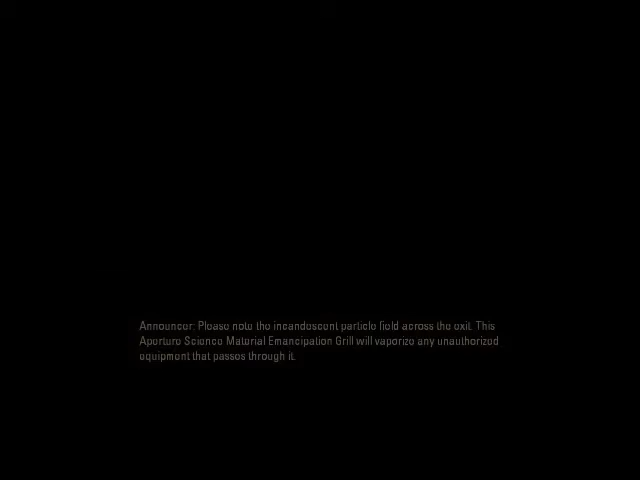 Announcer: Please note the incandescent particle field across the exit. This
Aperture Science Material Emancipation Grill will vaporize any unauthorized
equipment that passes through it.